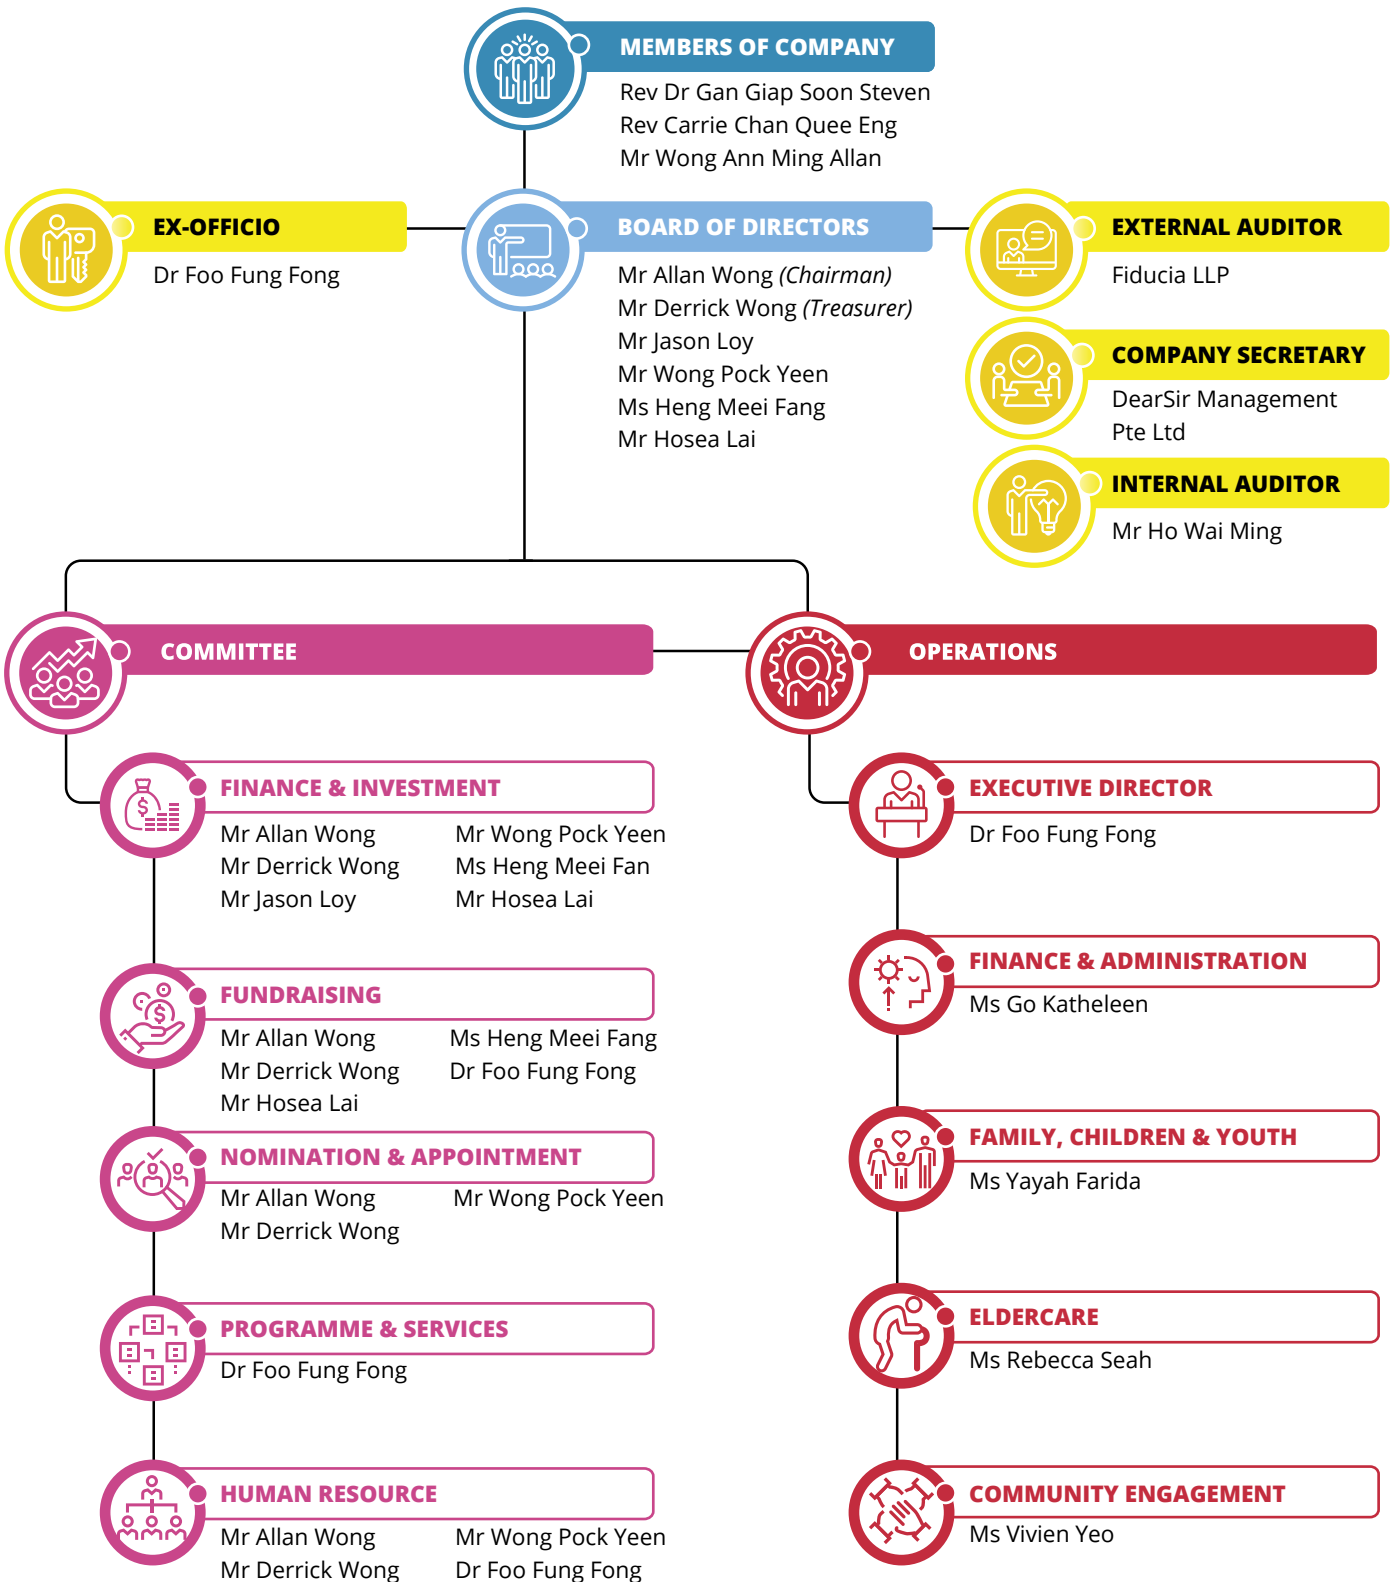 MEMBERS OF COMPANY
Rev Dr Gan Giap Soon Steven
Rev Carrie Chan Quee Eng
Mr Wong Ann Ming Allan
EX-OFFICIO
Dr Foo Fung Fong
BOARD OF DIRECTORS
Mr Allan Wong (Chairman)
Mr Derrick Wong (Treasurer)
Mr Jason Loy
Mr Wong Pock Yeen
Ms Heng Meei Fang
Mr Hosea Lai
EXTERNAL AUDITOR
Fiducia LLP
COMPANY SECRETARY
DearSir Management
Pte Ltd
INTERNAL AUDITOR
Mr Ho Wai Ming
COMMITTEE
FINANCE & INVESTMENT
Mr Allan Wong
Mr Derrick Wong
Mr Jason Loy
Mr Wong Pock Yeen
Ms Heng Meei Fan
Mr Hosea Lai
FUNDRAISING
Mr Allan Wong
Mr Derrick Wong
Mr Hosea Lai
Ms Heng Meei Fang
Dr Foo Fung Fong
NOMINATION & APPOINTMENT
Mr Allan Wong
Mr Derrick Wong
Mr Wong Pock Yeen
PROGRAMME & SERVICES
Dr Foo Fung Fong
HUMAN RESOURCE
Mr Allan Wong
Mr Derrick Wong
Mr Wong Pock Yeen
Dr Foo Fung Fong
OPERATIONS
EXECUTIVE DIRECTOR
Dr Foo Fung Fong
FINANCE & ADMINISTRATION
Ms Go Katheleen
FAMILY, CHILDREN & YOUTH
Ms Yayah Farida
ELDERCARE
Ms Rebecca Seah
COMMUNITY ENGAGEMENT
Ms Vivien Yeo